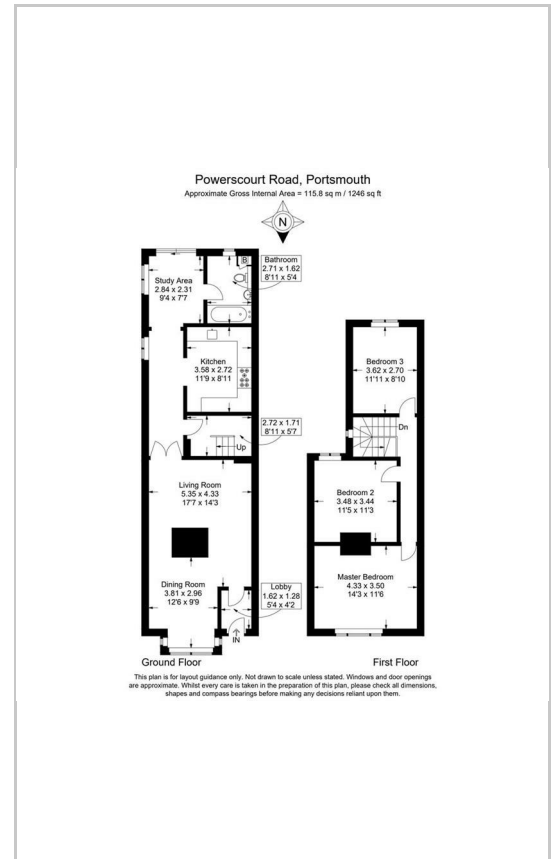 Powerscourt Road, Portsmouth
Approximate Gross Internal Area = 115.8 sq m / 1246 sq ft
N
Bathroom
2.71 x 1.62
8'11 x 5'4
B
Study Area
2.84 x 2.31
9'4 x 7'7
Kitchen
3.58 x 2.72
11'9 x 8'11
2.72 x 1.71
8'11 x 5'7
Up
Living Room
5.35 x 4.33
17'7 x 14'3
Dining Room
3.81 x 2.96
12'6 x 9'9
Lobby
1.62 x 1.28
5'4 x 4'2
IN
Ground Floor
Bedroom 3
3.62 x 2.70
11'11 x 8'10
Dn
Bedroom 2
3.48 x 3.44
11'5 x 11'3
Master Bedroom
4.33 x 3.50
14'3 x 11'6
First Floor
This plan is for layout guidance only. Not drawn to scale unless stated. Windows and door openings
are approximate. Whilst every care is taken in the preparation of this plan, please check all dimensions,
shapes and compass bearings before making any decisions reliant upon them.